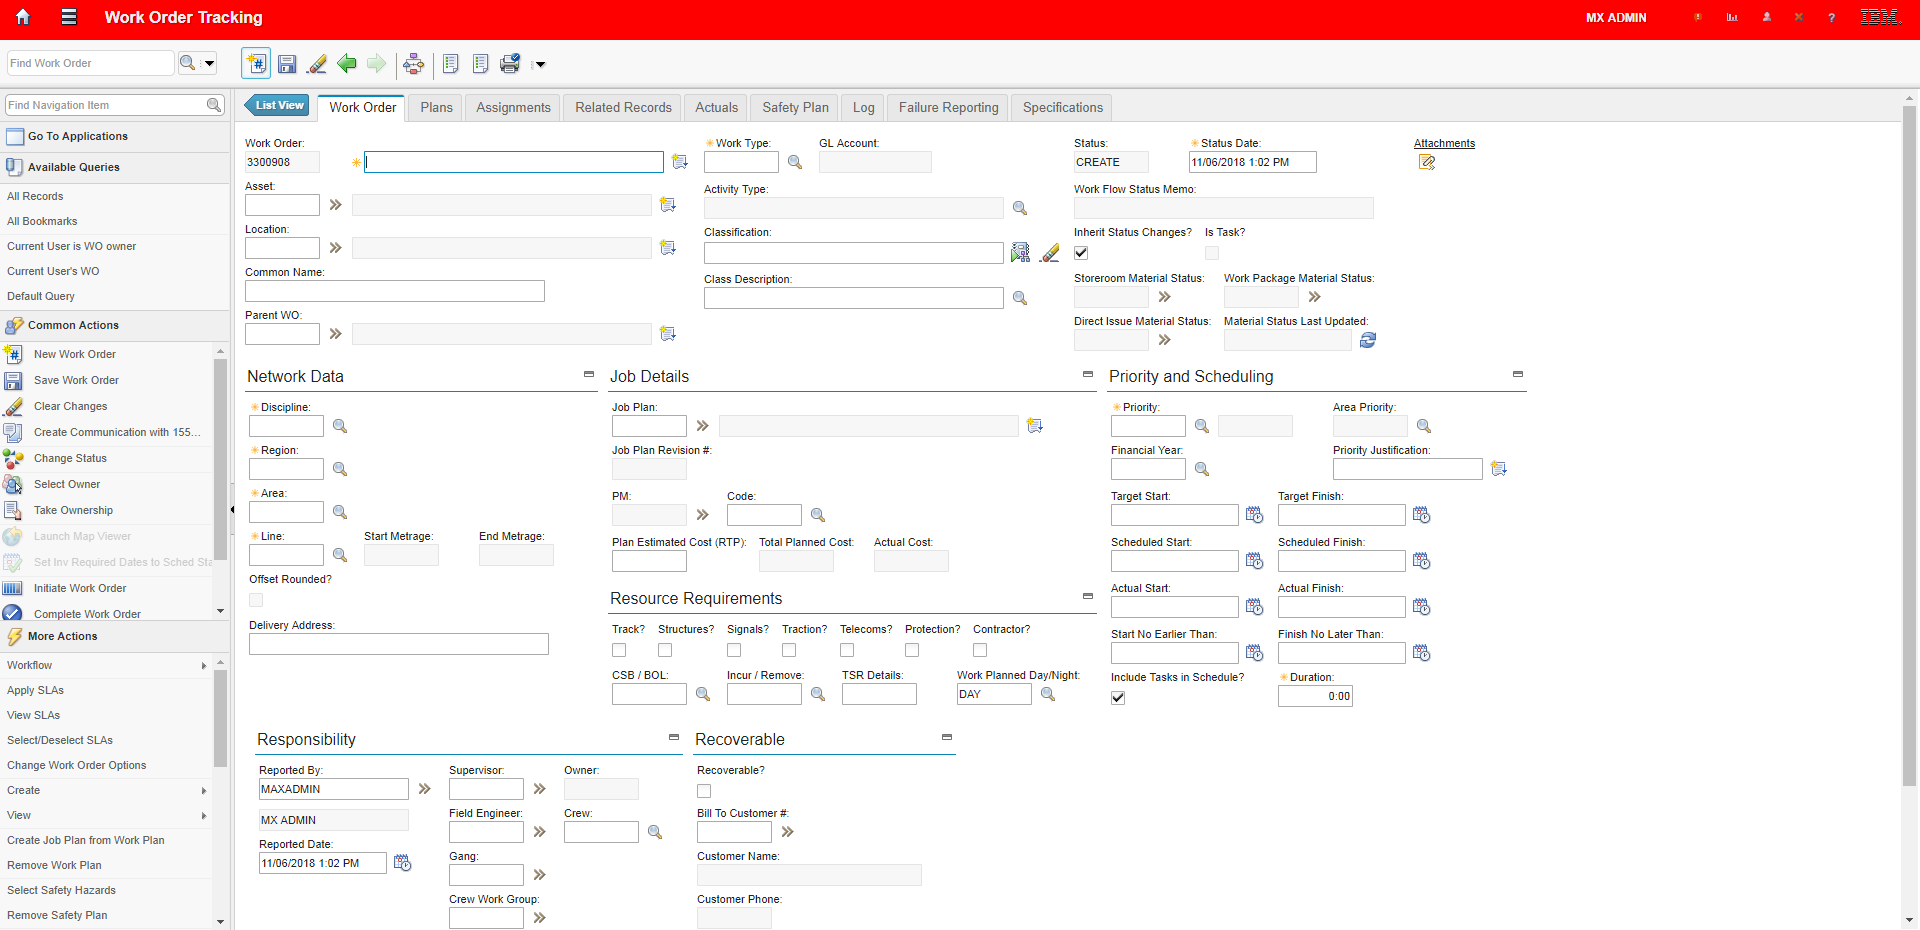 Work Order Tracking
MX ADMIN
?
IBM.
Find Work Order
Find Navigation Item
List View
Work Order
Plans
Assignments
Related Records
Actuals
Safety Plan
Log
Failure Reporting
Specifications
Go To Applications
Available Queries
All Records
All Bookmarks
Current User is WO owner
Current User's WO
Default Query
Common Actions
New Work Order
Save Work Order
Clear Changes
Create Communication with 155...
Change Status
Select Owner
Take Ownership
Launch Map Viewer
Set Inv Required Dates to Sched Sta
Initiate Work Order
Complete Work Order
More Actions
Workflow
Apply SLAs
View SLAs
Select/Deselect SLAs
Change Work Order Options
Create
View
Create Job Plan from Work Plan
Remove Work Plan
Select Safety Hazards
Remove Safety Plan
Work Order:
3300908
Asset:
Location:
Common Name:
Parent WO:
Work Type:
GL Account:
Activity Type:
Classification:
Class Description:
Status:
CREATE
Status Date:
11/06/2018 1:02 PM
Attachments
Work Flow Status Memo:
Inherit Status Changes?
Is Task?
Storeroom Material Status:
Work Package Material Status:
Direct Issue Material Status:
Material Status Last Updated:
Network Data
Discipline:
Region:
Area:
Line:
Start Metrage:
End Metrage:
Offset Rounded?
Delivery Address:
Job Details
Job Plan:
Job Plan Revision #:
PM:
Code:
Plan Estimated Cost (RTP):
Total Planned Cost:
Actual Cost:
Resource Requirements
Track?
Structures?
Signals?
Traction?
Telecoms?
Protection?
Contractor?
CSB / BOL:
Incur / Remove:
TSR Details:
Work Planned Day/Night:
DAY
Priority and Scheduling
Priority:
Area Priority:
Financial Year:
Priority Justification:
Target Start:
Target Finish:
Scheduled Start:
Scheduled Finish:
Actual Start:
Actual Finish:
Start No Earlier Than:
Finish No Later Than:
Include Tasks in Schedule?
Duration:
0:00
Responsibility
Reported By:
MAXADMIN
MX ADMIN
Reported Date:
11/06/2018 1:02 PM
Supervisor:
Owner:
Field Engineer:
Crew:
Gang:
Crew Work Group:
Recoverable
Recoverable?
Bill To Customer #:
Customer Name:
Customer Phone: